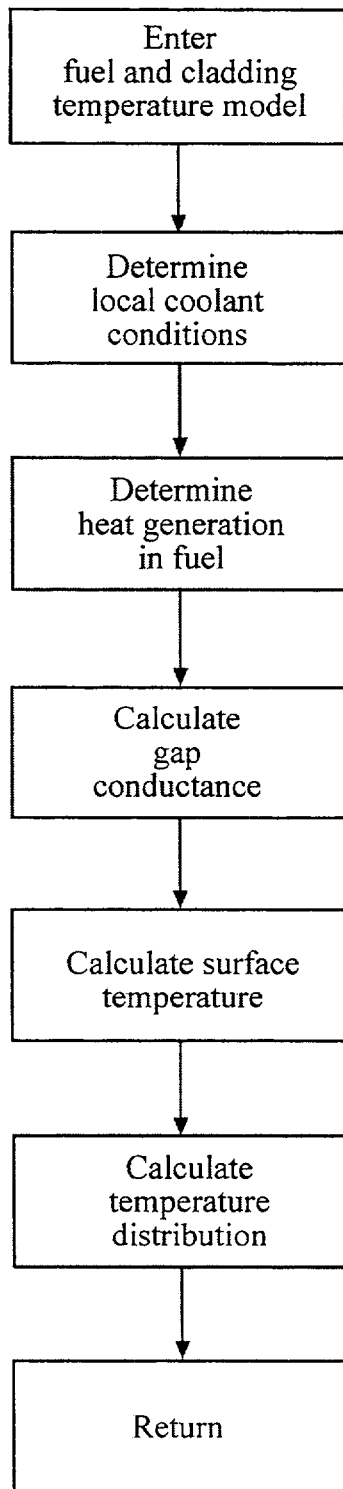 Enter
fuel and cladding
temperature model
Determine
local coolant
conditions
Determine
heat generation
in fuel
Calculate
gap
conductance
Calculate surface
temperature
Calculate
temperature
distribution
Return